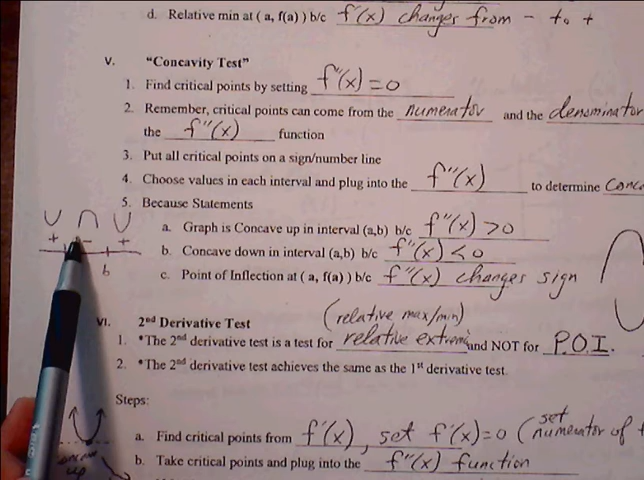 d. Relative min at ( a, f(a) ) b/c f'(x) changes from - to +
V. "Concavity Test"
1. Find critical points by setting f"(x) = 0
2. Remember, critical points can come from the numerator and the denominator
the f"(x) function
3. Put all critical points on a sign/number line
4. Choose values in each interval and plug into the f"(x) to determine
5. Because Statements
a. Graph is Concave up in interval (a,b) b/c f"(x) > 0
+ - +
b. Concave down in interval (a,b) b/c f"(x) < 0
b
c. Point of Inflection at ( a, f(a) ) b/c f"(x) changes sign
(relative max/min)
VI. 2nd Derivative Test
1. *The 2nd derivative test is a test for relative extrema and NOT for P.O.I.
2. *The 2nd derivative test achieves the same as the 1st derivative test.
Steps:
a. Find critical points from f'(x), set f'(x) = 0 (set numerator of
b. Take critical points and plug into the f"(x) function
up